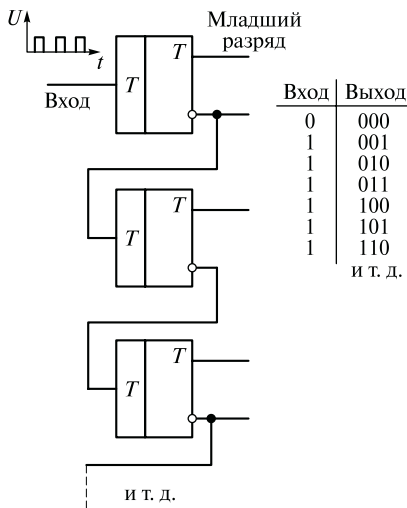 U
t
Младший
разряд
Вход
T
T
T
T
T
T
Вход Выход
0 000
1 001
1 010
1 011
1 100
1 101
1 110
и т. д.
и т. д.